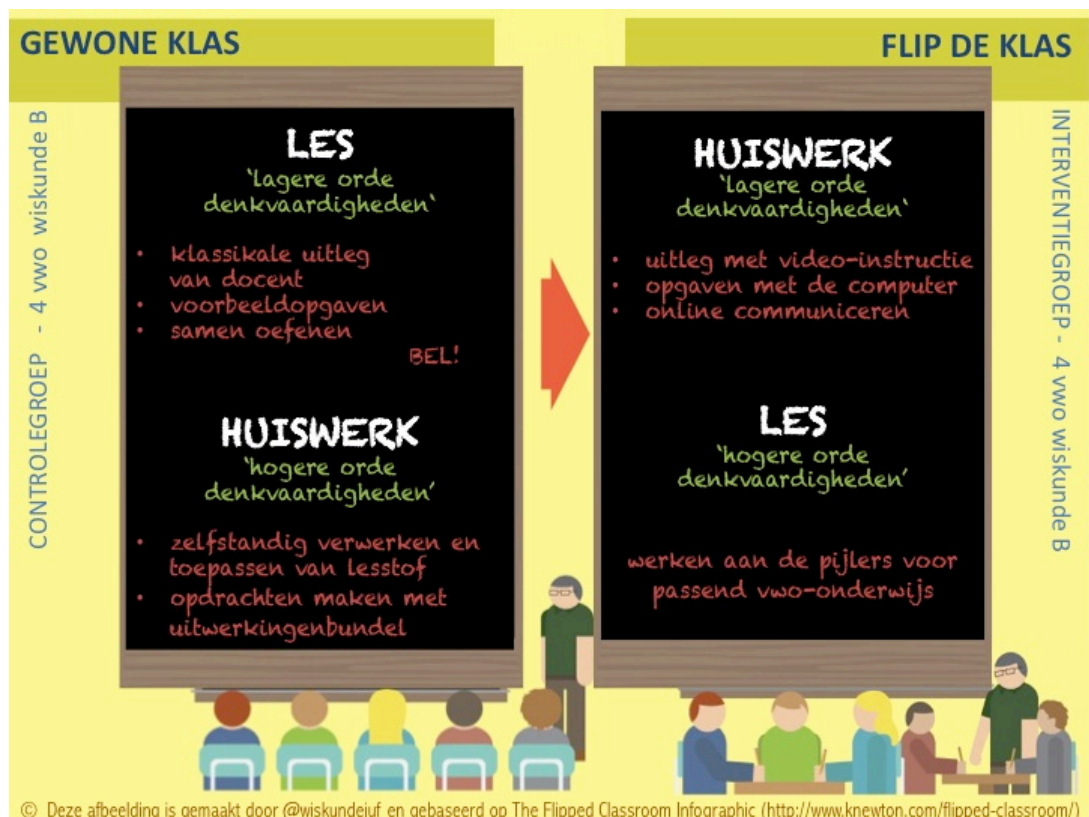 GEWONE KLAS
CONTROLEGROEP - 4 vwo wiskunde B
LES
‘lagere orde
denkvaardigheden‘
• klassikale uitleg
van docent
• voorbeeldopgaven
• samen oefenen
BEL!
HUISWERK
‘hogere orde
denkvaardigheden’
• zelfstandig verwerken en
toepassen van lesstof
• opdrachten maken met
uitwerkingenbundel
FLIP DE KLAS
HUISWERK
‘lagere orde
denkvaardigheden‘
• uitleg met video-instructie
• opgaven met de computer
• online communiceren
LES
‘hogere orde
denkvaardigheden’
werken aan de pijlers voor
passend vwo-onderwijs
INTERVENTIEGROEP - 4 vwo wiskunde B
© Deze afbeelding is gemaakt door @wiskundejuf en gebaseerd op The Flipped Classroom Infographic (http://www.knewton.com/flipped-classroom/)